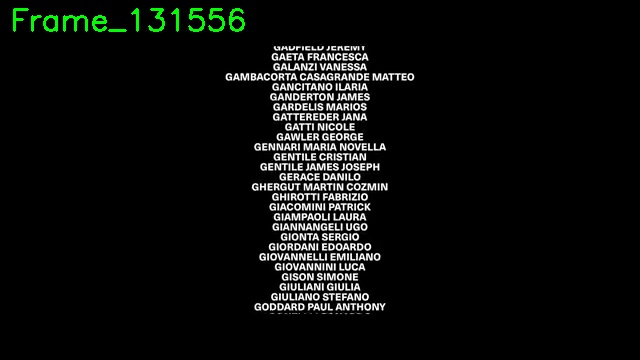 Frame_131556
GADFIELD JEREMY
GAETA FRANCESCA
GALANZI VANESSA
GAMBACORTA CASAGRANDE MATTEO
GANCITANO ILARIA
GANDERTON JAMES
GARDELIS MARIOS
GATTEREDER JANA
GATTI NICOLE
GAWLER GEORGE
GENNARI MARIA NOVELLA
GENTILE CRISTIAN
GENTILE JAMES JOSEPH
GERACE DANILO
GHERGUT MARTIN COZMIN
GHIROTTI FABRIZIO
GIACOMINI PATRICK
GIAMPAOLI LAURA
GIANNANGELI UGO
GIONTA SERGIO
GIORDANI EDOARDO
GIOVANNELLI EMILIANO
GIOVANNINI LUCA
GISON SIMONE
GIULIANI GIULIA
GIULIANO STEFANO
GODDARD PAUL ANTHONY